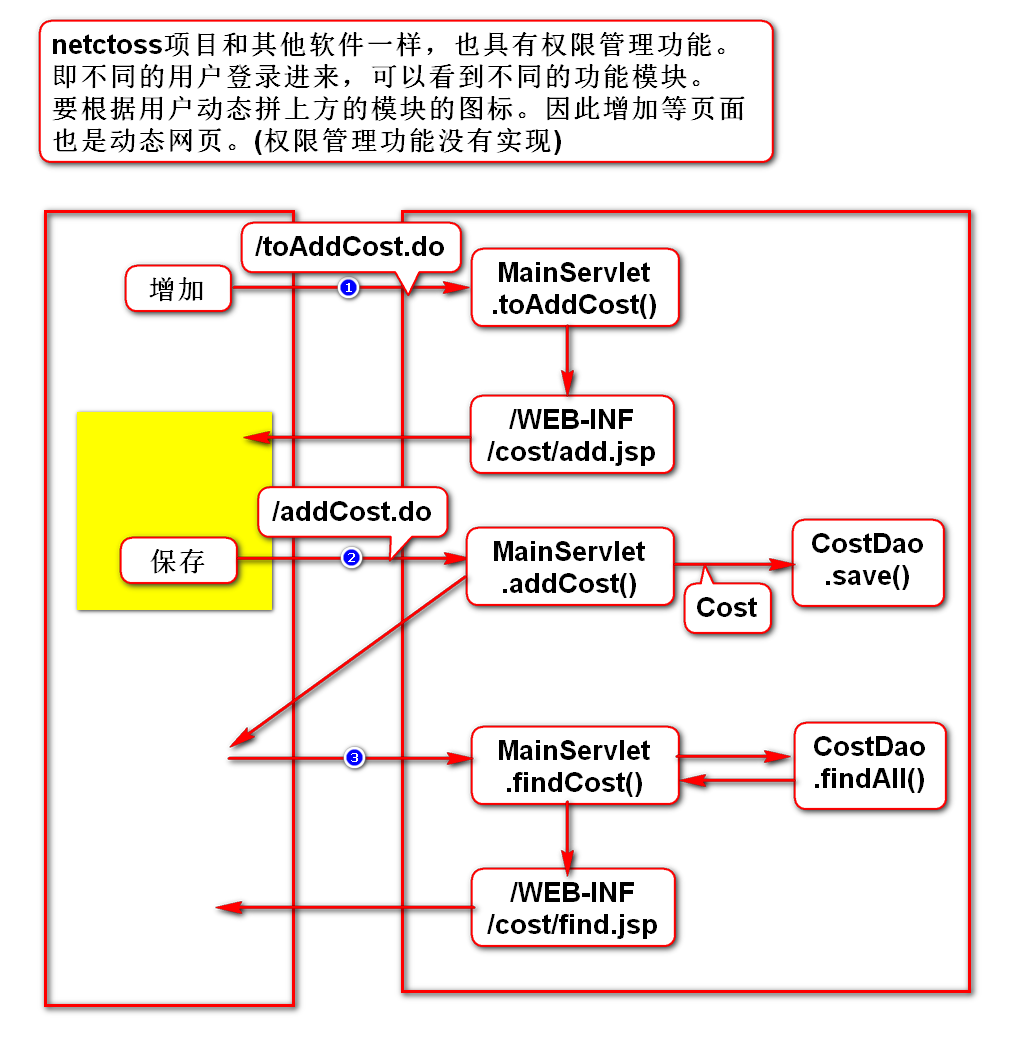 netctoss项目和其他软件一样，也具有权限管理功能。
即不同的用户登录进来，可以看到不同的功能模块。
要根据用户动态拼上方的模块的图标。因此增加等页面
也是动态网页。(权限管理功能没有实现)
/toAddCost.do
增加
1
MainServlet
.toAddCost()
/WEB-INF
/cost/add.jsp
/addCost.do
保存
2
MainServlet
.addCost()
Cost
CostDao
.save()
3
MainServlet
.findCost()
CostDao
.findAll()
/WEB-INF
/cost/find.jsp